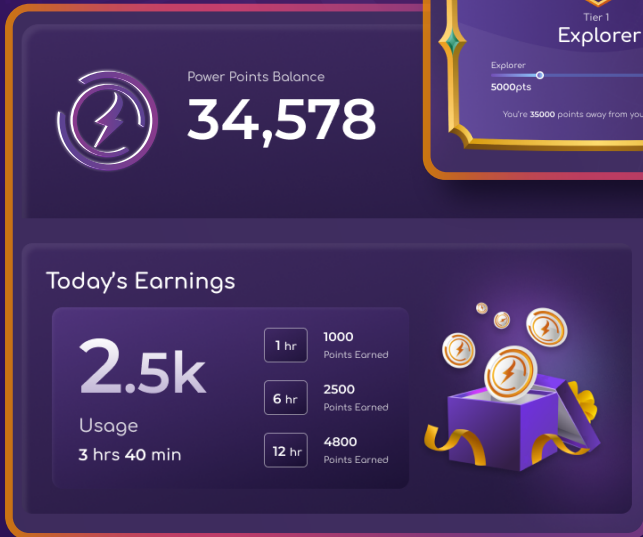 Tier 1
Explorer
Explorer
5000pts
You're 35000 points away from
Power Points Balance
34,578
Today's Earnings
2.5k
Usage
3 hrs 40 min
1 hr
1000
Points Earned
6 hr
2500
Points Earned
12 hr
4800
Points Earned